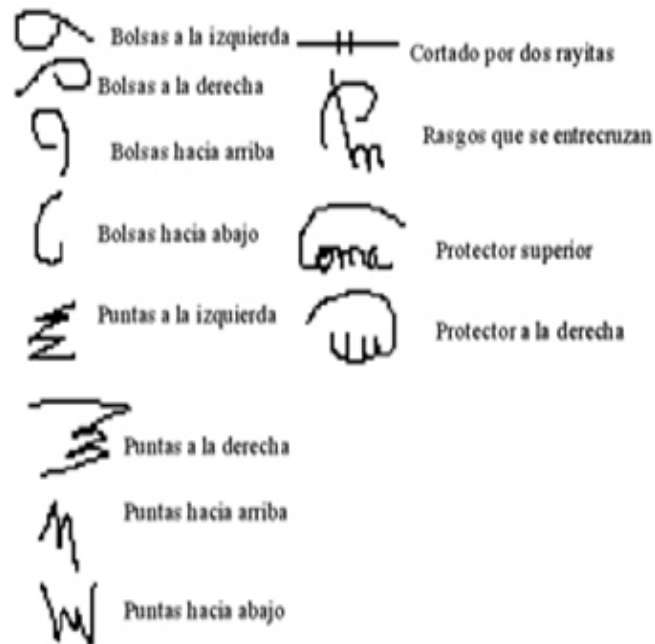 Bolsas a la izquierda
Bolsas a la derecha
Bolsas hacia arriba
Bolsas hacia abajo
Puntas a la izquierda
Puntas a la derecha
Puntas hacia arriba
Puntas hacia abajo
Cortado por dos rayitas
Rasgos que se entrecruzan
Protector superior
Protector a la derecha